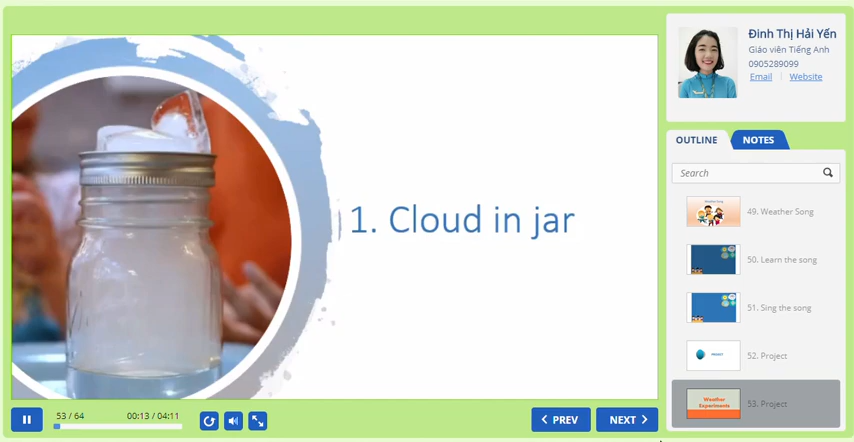 1. Cloud in jar
53 / 64
00:13 / 04:11
PREV
NEXT
Đinh Thị Hải Yến
Giáo viên Tiếng Anh
0905289099
Email | Website
OUTLINE
NOTES
Search
49. Weather Song
50. Learn the song
51. Sing the song
52. Project
PROJECT
53. Project
Weather
Experiments